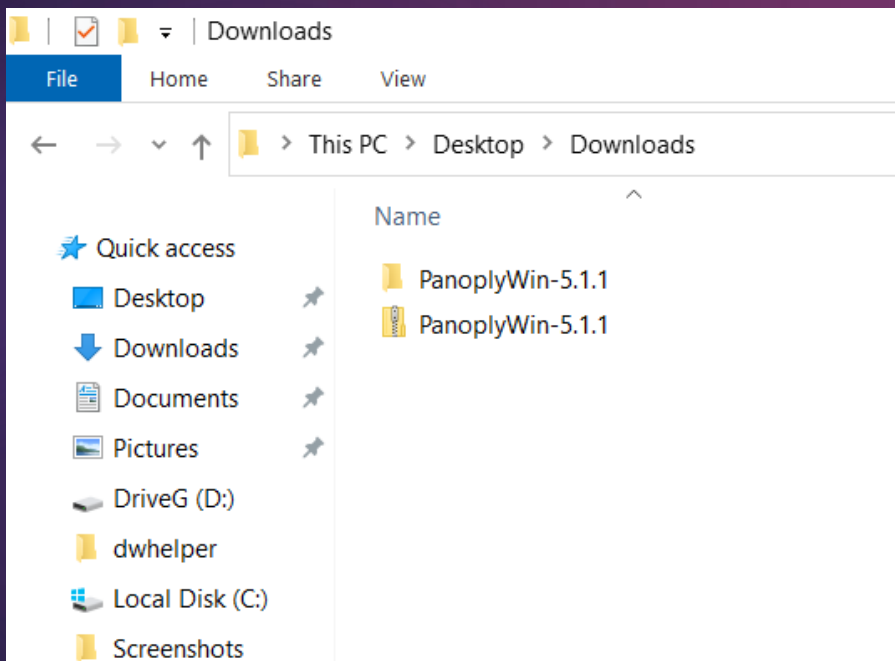 Downloads
File Home Share View
This PC > Desktop > Downloads
Name
Quick access
Desktop
Downloads
Documents
Pictures
DriveG (D:)
dwhelper
Local Disk (C:)
Screenshots
PanoplyWin-5.1.1
PanoplyWin-5.1.1